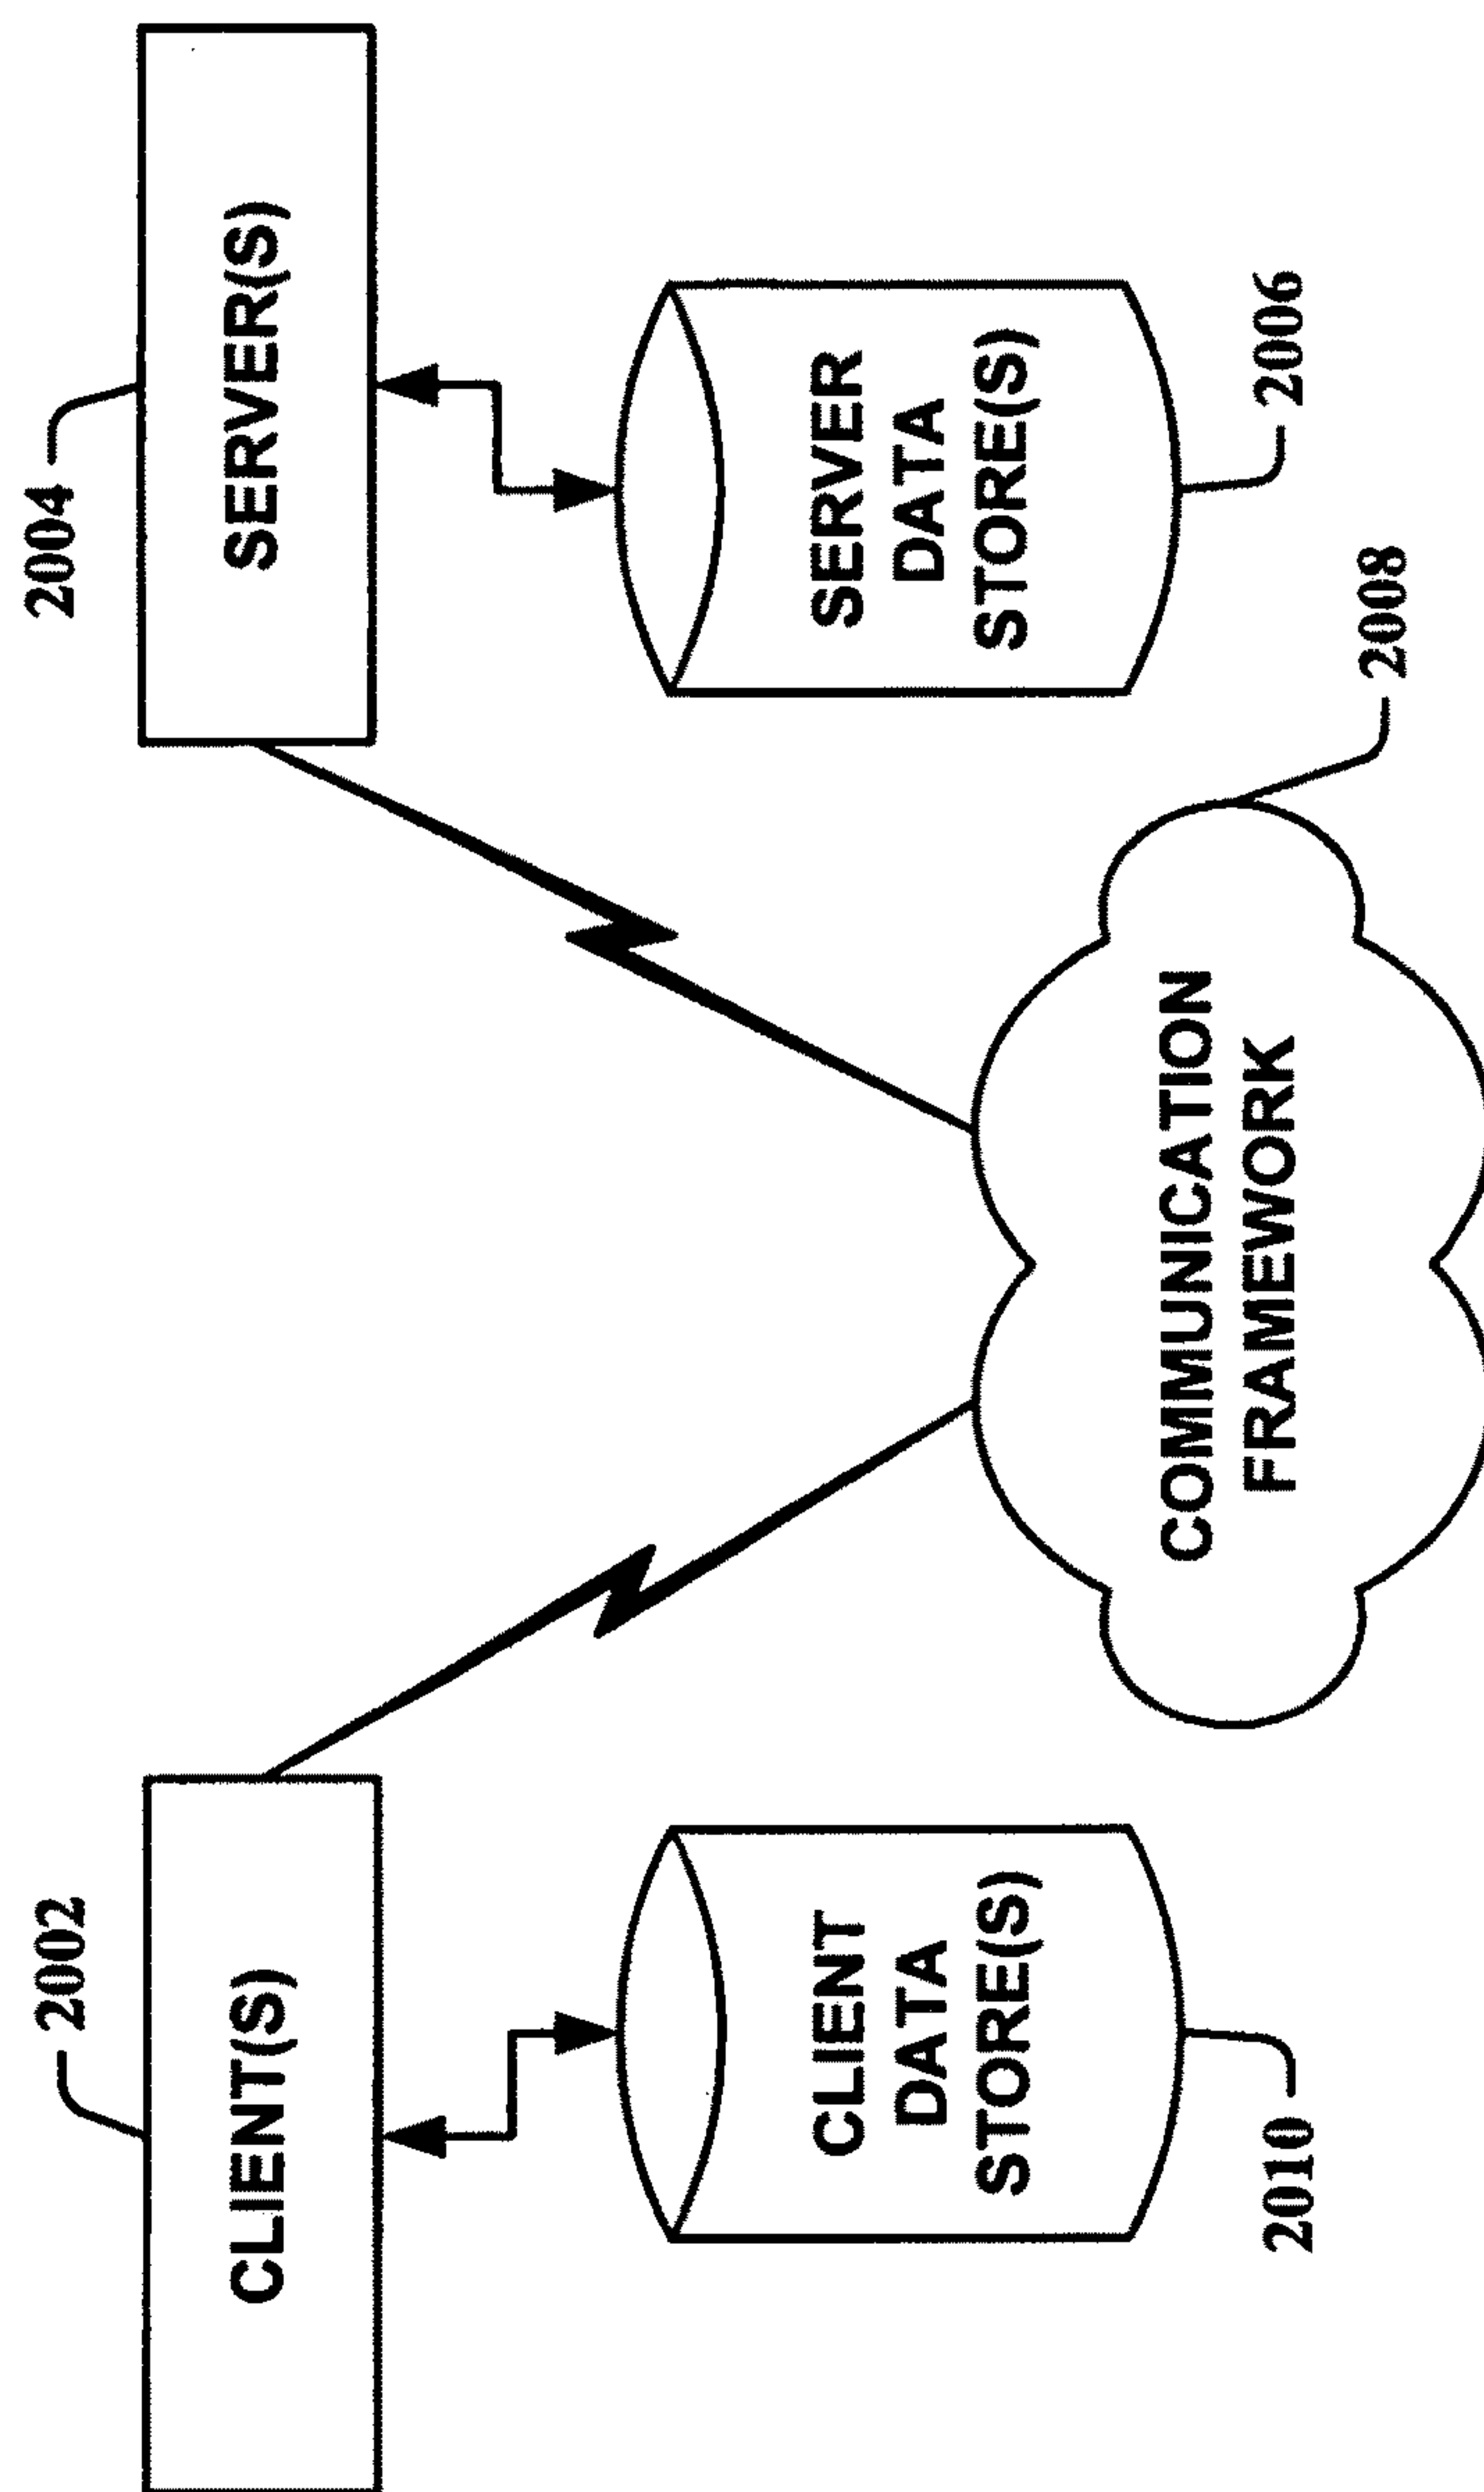 2002
CLIENT(S)
2004
SERVER(S)
CLIENT
DATA
STORE(S)
2010
SERVER
DATA
STORE(S)
2006
COMMUNICATION
FRAMEWORK
2008